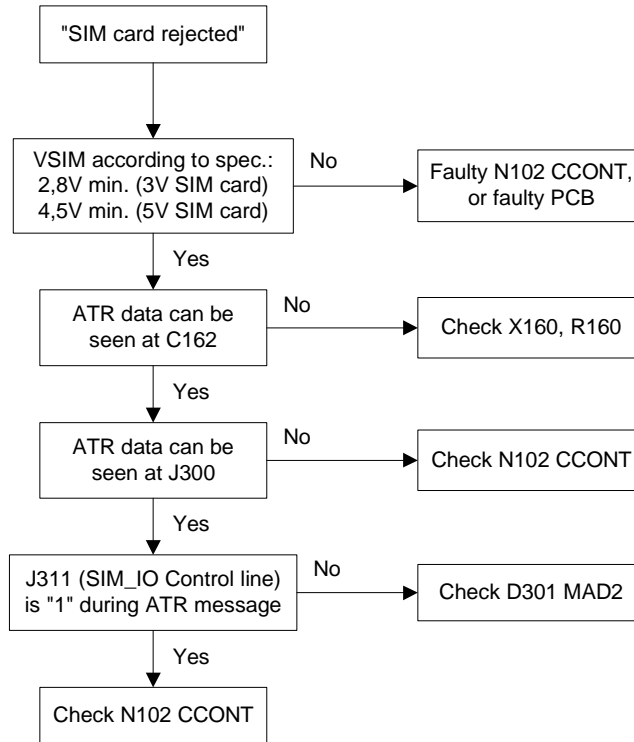 "SIM card rejected"
VSIM according to spec.:
2,8V min. (3V SIM card)
4,5V min. (5V SIM card)
No
Faulty N102 CCONT,
or faulty PCB
Yes
ATR data can be
seen at C162
No
Check X160, R160
Yes
ATR data can be
seen at J300
No
Check N102 CCONT
Yes
J311 (SIM_IO Control line)
is "1" during ATR message
No
Check D301 MAD2
Yes
Check N102 CCONT